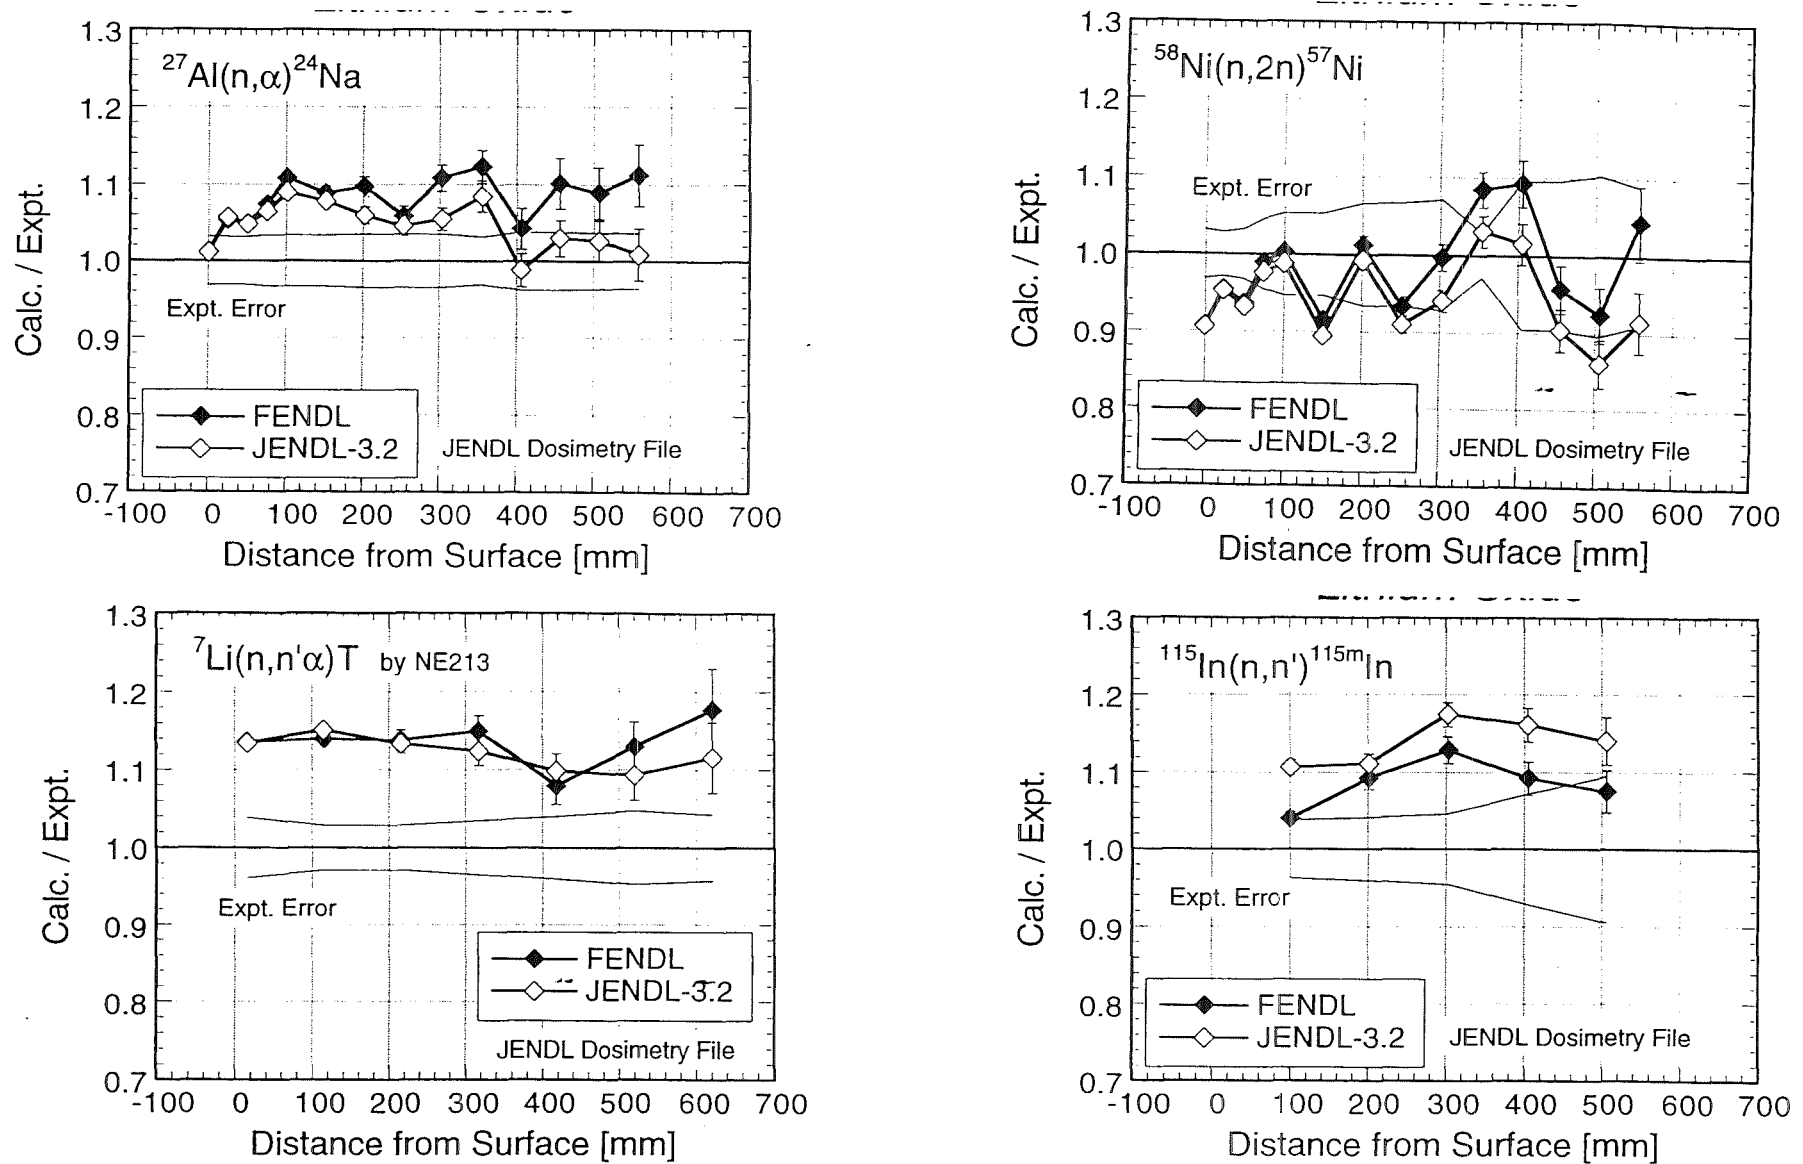 1.3
1.2
1.1
1.0
0.9
0.8
0.7
Calc. / Expt.
27Al(n,α)24Na
Expt. Error
FENDL
JENDL-3.2
JENDL Dosimetry File
-100 0 100 200 300 400 500 600 700
Distance from Surface [mm]
1.3
1.2
1.1
1.0
0.9
0.8
0.7
Calc. / Expt.
58Ni(n,2n)57Ni
Expt. Error
FENDL
JENDL-3.2
JENDL Dosimetry File
-100 0 100 200 300 400 500 600 700
Distance from Surface [mm]
1.3
1.2
1.1
1.0
0.9
0.8
0.7
Calc. / Expt.
7Li(n,n'α)T by NE213
Expt. Error
FENDL
JENDL-3.2
JENDL Dosimetry File
-100 0 100 200 300 400 500 600 700
Distance from Surface [mm]
1.3
1.2
1.1
1.0
0.9
0.8
0.7
Calc. / Expt.
115In(n,n')115mIn
Expt. Error
FENDL
JENDL-3.2
JENDL Dosimetry File
-100 0 100 200 300 400 500 600 700
Distance from Surface [mm]